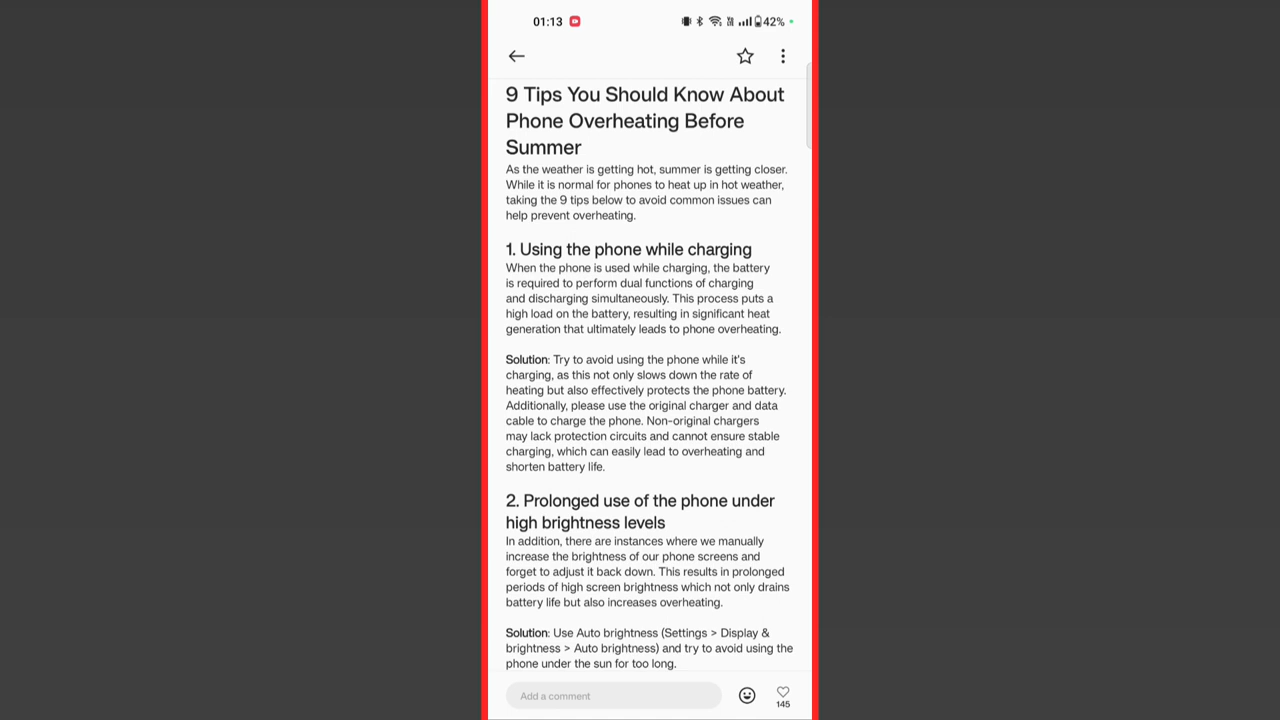 01:13
42%
9 Tips You Should Know About
Phone Overheating Before
Summer
As the weather is getting hot, summer is getting closer.
While it is normal for phones to heat up in hot weather,
taking the 9 tips below to avoid common issues can
help prevent overheating.
1. Using the phone while charging
When the phone is used while charging, the battery
is required to perform dual functions of charging
and discharging simultaneously. This process puts a
high load on the battery, resulting in significant heat
generation that ultimately leads to phone overheating.
Solution: Try to avoid using the phone while it's
charging, as this not only slows down the rate of
heating but also effectively protects the phone battery.
Additionally, please use the original charger and data
cable to charge the phone. Non-original chargers
may lack protection circuits and cannot ensure stable
charging, which can easily lead to overheating and
shorten battery life.
2. Prolonged use of the phone under
high brightness levels
In addition, there are instances where we manually
increase the brightness of our phone screens and
forget to adjust it back down. This results in prolonged
periods of high screen brightness which not only drains
battery life but also increases overheating.
Solution: Use Auto brightness (Settings > Display &
brightness > Auto brightness) and try to avoid using the
phone under the sun for too long.
Add a comment
145